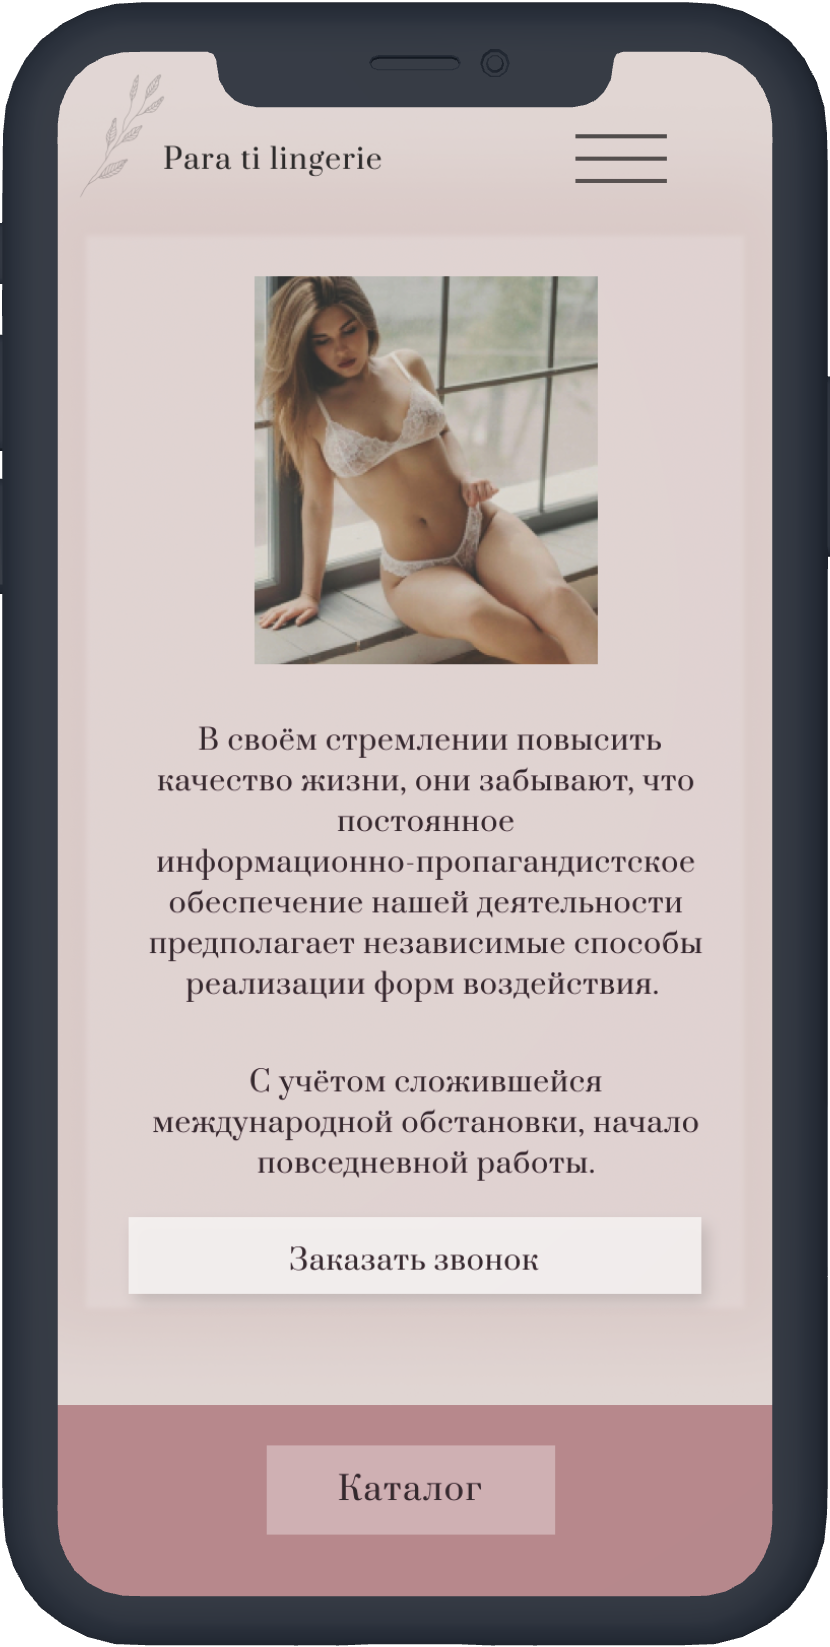 Para ti lingerie
В своём стремлении повысить
качество жизни, они забывают, что
постоянное
информационно-пропагандистское
обеспечение нашей деятельности
предполагает независимые способы
реализации форм воздействия.
С учётом сложившейся
международной обстановки, начало
повседневной работы.
Заказать звонок
Каталог